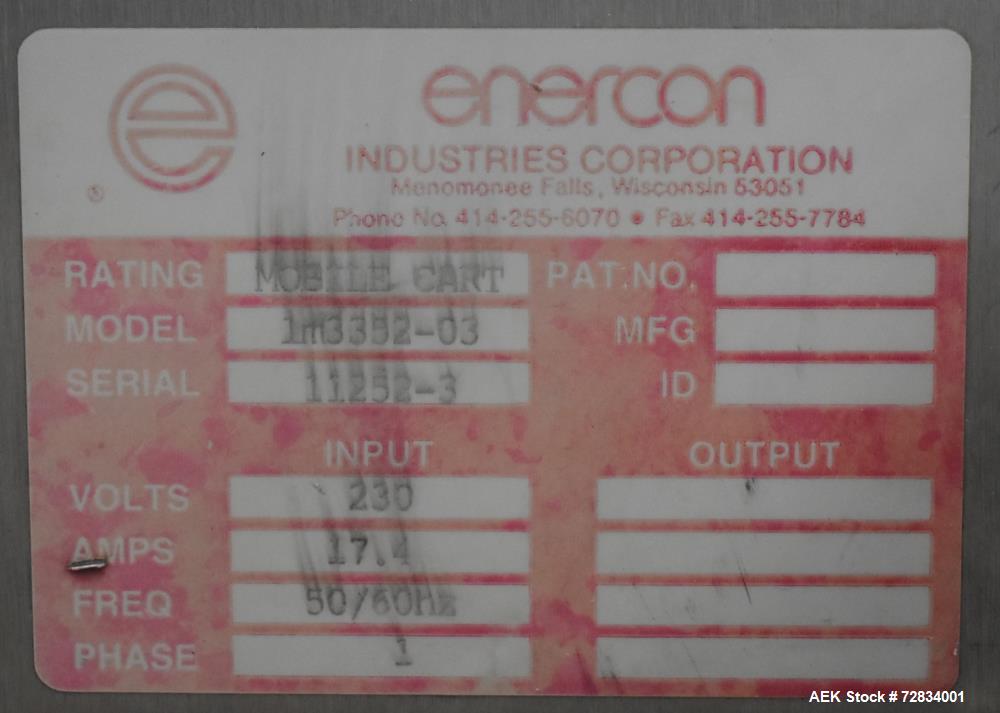 e
®
enercon
INDUSTRIES CORPORATION
Menomonee Falls, Wisconsin 53051
Phone No. 414-255-6070 • Fax 414-255-7784
RATING MOBILE CART PAT. NO.
MODEL lm3352-03 MFG
SERIAL 11252-3 ID
INPUT OUTPUT
VOLTS 230
AMPS 17.4
FREQ 50/60Hz
PHASE 1
AEK Stock # 72834001